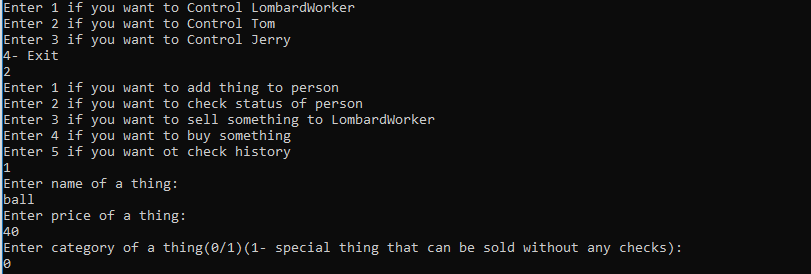 Enter 1 if you want to Control LombardWorker
Enter 2 if you want to Control Tom
Enter 3 if you want to Control Jerry
4- Exit
2
Enter 1 if you want to add thing to person
Enter 2 if you want to check status of person
Enter 3 if you want to sell something to LombardWorker
Enter 4 if you want to buy something
Enter 5 if you want ot check history
1
Enter name of a thing:
ball
Enter price of a thing:
40
Enter category of a thing(0/1)(1- special thing that can be sold without any checks):
0